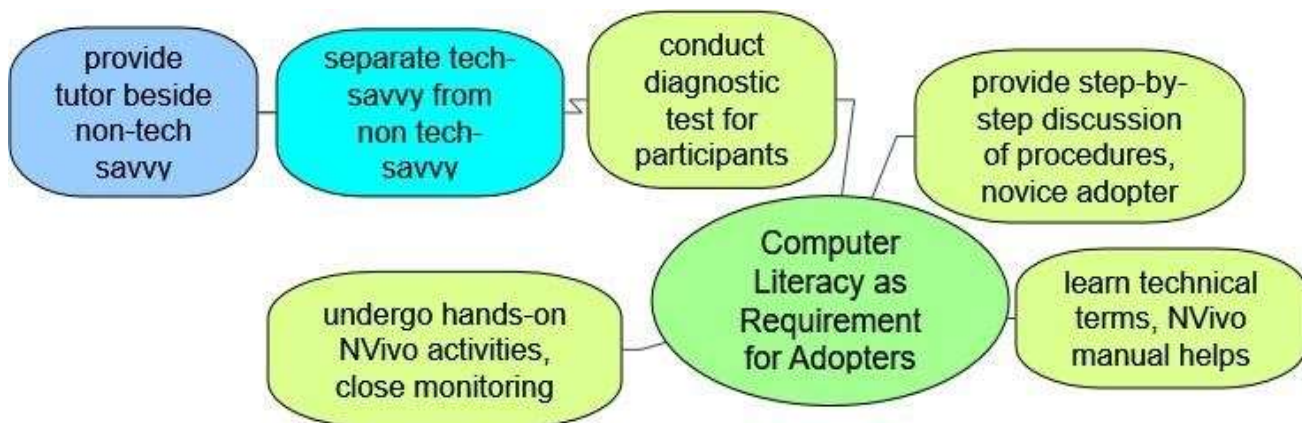 provide
tutor beside
non-tech
savvy
separate tech-
savvy from
non tech-
savvy
conduct
diagnostic
test for
participants
provide step-by-
step discussion
of procedures,
novice adopter
Computer
Literacy as
Requirement
for Adopters
undergo hands-on
NVivo activities,
close monitoring
learn technical
terms, NVivo
manual helps